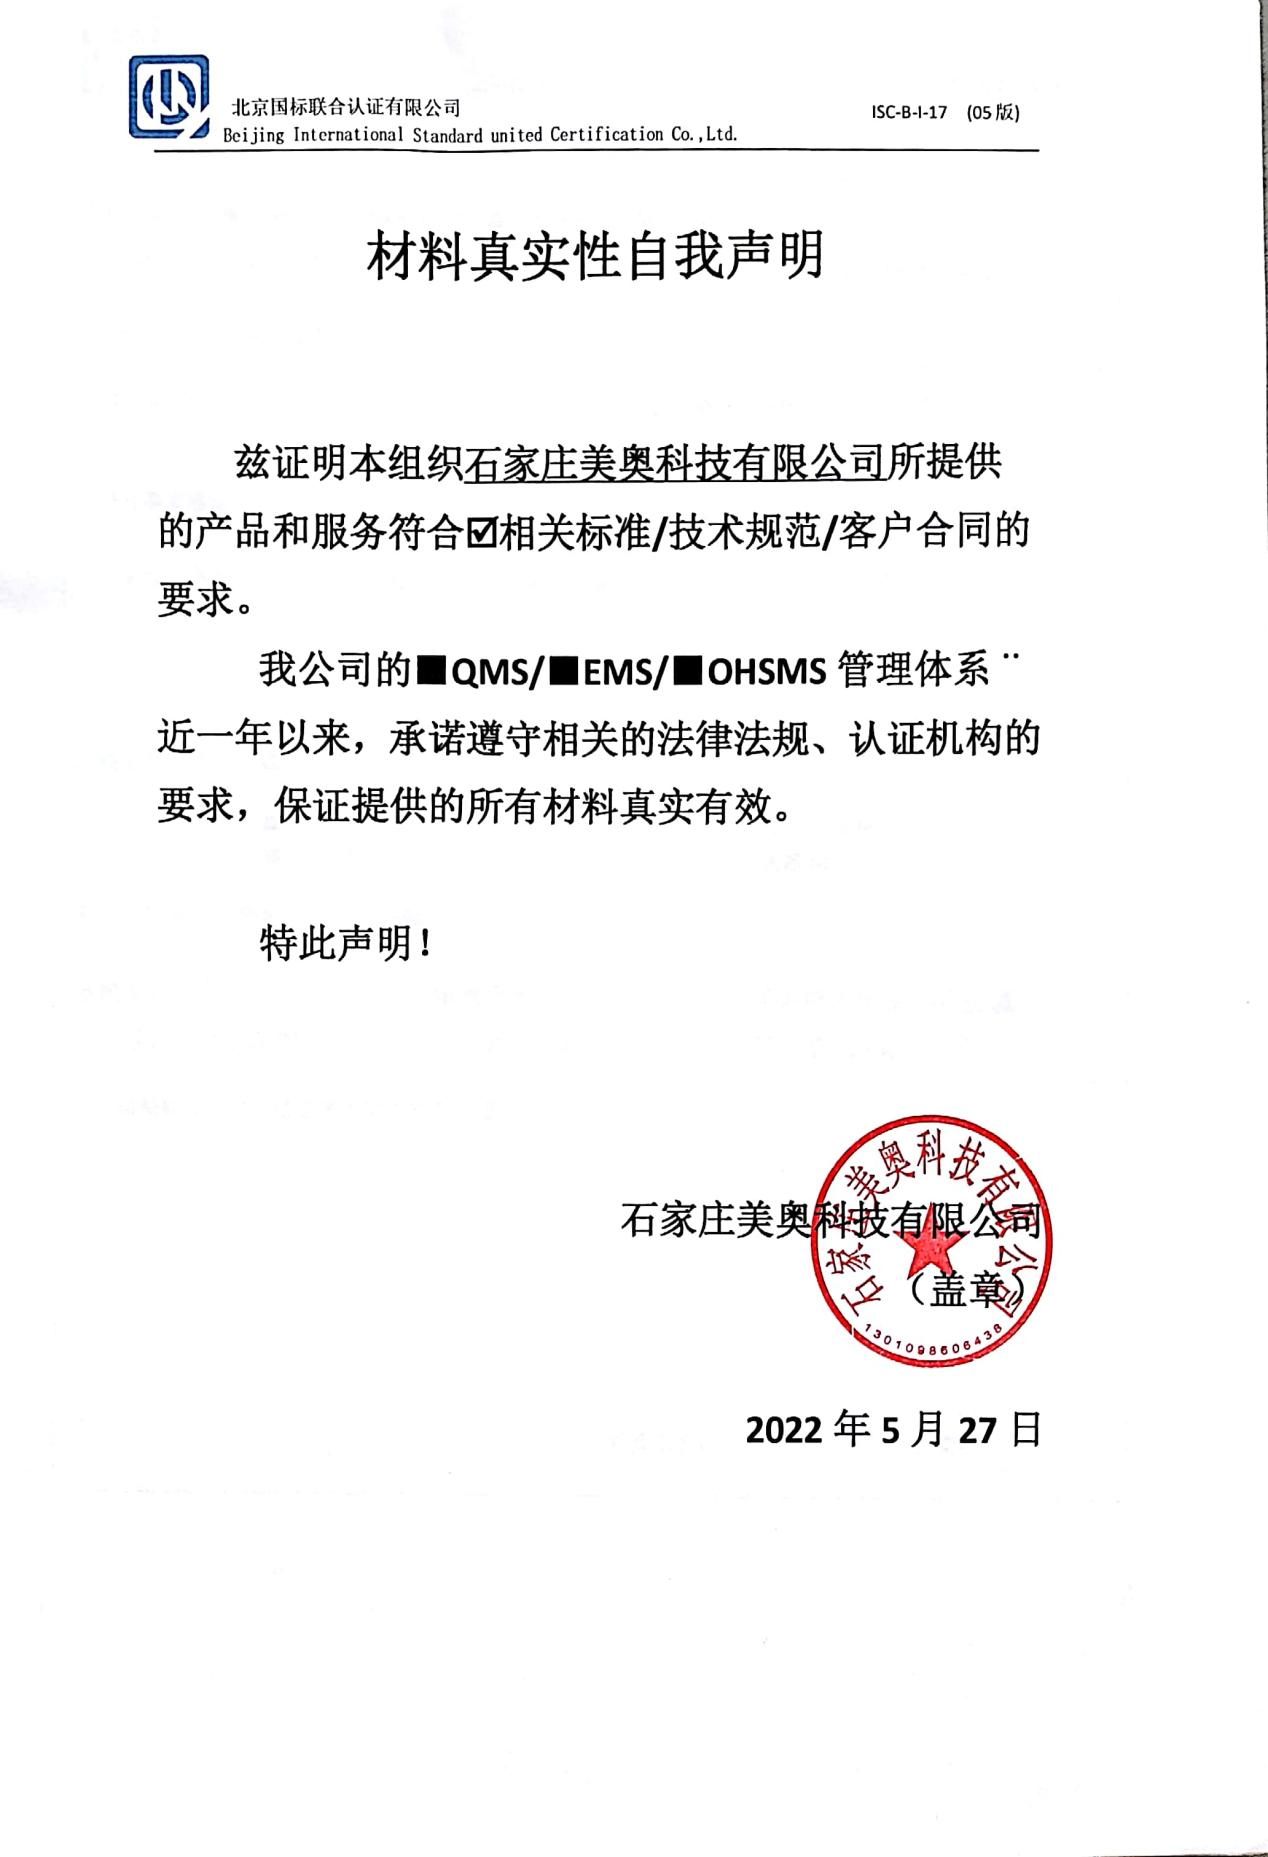 北京国标联合认证有限公司
ISC-B-I-17 (05版)
Beijing International Standard united Certification Co.,Ltd.
材料真实性自我声明
兹证明本组织石家庄美奥科技有限公司所提供
的产品和服务符合☑相关标准/技术规范/客户合同的
要求。
我公司的■QMS/■EMS/■OHSMS 管理体系¨
近一年以来，承诺遵守相关的法律法规、认证机构的
要求，保证提供的所有材料真实有效。
特此声明！
石家庄美奥科技有限公司
（盖章）
石家庄美奥科技有限公司
1301098606438
2022 年 5 月 27 日